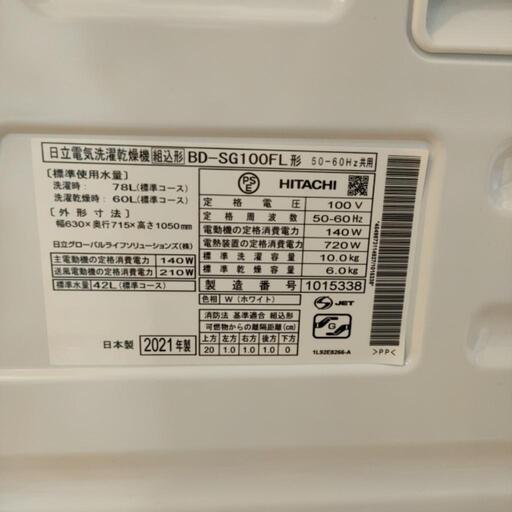 日立電気洗濯乾燥機 組込形 BD-SG100FL形 50-60Hz共用
〔標準使用水量〕
洗濯時： 78L(標準コース)
洗濯乾燥時： 60L(標準コース)
〔外形寸法〕
幅630×奥行715×高さ1050mm
日立グローバルライフソリューションズ(株)
主電動機の定格消費電力 140W
送風電動機の定格消費電力 210W
標準水量 42L(標準コース)
日本製 2021年製
PSE HITACHI
定格電圧 100V
定格周波数 50-60Hz
電動機の定格消費電力 140W
電熱装置の定格消費電力 720W
標準洗濯容量 10.0kg
標準乾燥容量 6.0kg
製造番号 1015338
色相 W (ホワイト)
消防法 基準適合 組込形
可燃物からの離隔距離(cm)
上方 左方 右方 後方 前方 下方
20 1.0 1.0 1.0 0 0
JET
G
1L92E8266-A
>PP<